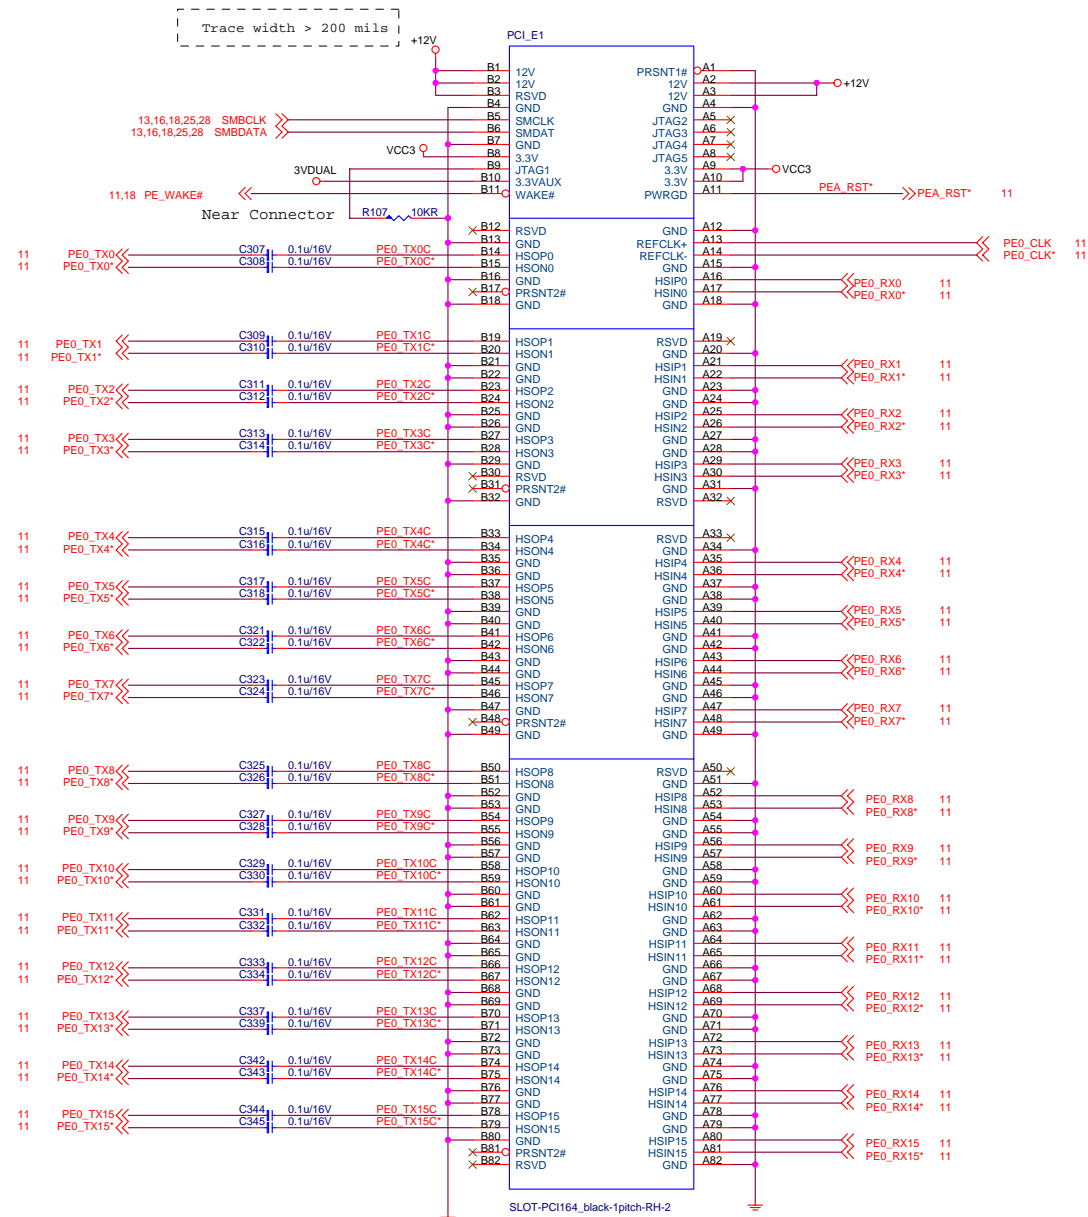 Trace width > 200 mils
+12V
PCI_E1
B1 12V PRSNT1# A1
B2 12V 12V A2 +12V
B3 RSVD 12V A3
B4 GND GND A4
13,16,18,25,28 SMBCLK B5 SMCLK JTAG2 A5
13,16,18,25,28 SMBDATA B6 SMDAT JTAG3 A6
B7 GND JTAG4 A7
VCC3 B8 3.3V JTAG5 A8
B9 JTAG1 3.3V A9 VCC3
3VDUAL B10 3.3VAUX 3.3V A10
11,18 PE_WAKE# B11 WAKE# PWRGD A11 PEA_RST* PEA_RST* 11
Near Connector R107 10KR
B12 RSVD GND A12
B13 GND REFCLK+ A13 PE0_CLK 11
11 PE0_TX0 C307 0.1u/16V PE0_TX0C B14 HSOP0 REFCLK- A14 PE0_CLK* 11
11 PE0_TX0* C308 0.1u/16V PE0_TX0C* B15 HSON0 GND A15
B16 GND HSIP0 A16 PE0_RX0 11
B17 PRSNT2# HSIN0 A17 PE0_RX0* 11
B18 GND GND A18
11 PE0_TX1 C309 0.1u/16V PE0_TX1C B19 HSOP1 RSVD A19
11 PE0_TX1* C310 0.1u/16V PE0_TX1C* B20 HSON1 GND A20
B21 GND HSIP1 A21 PE0_RX1 11
B22 GND HSIN1 A22 PE0_RX1* 11
11 PE0_TX2 C311 0.1u/16V PE0_TX2C B23 HSOP2 GND A23
11 PE0_TX2* C312 0.1u/16V PE0_TX2C* B24 HSON2 GND A24
B25 GND HSIP2 A25 PE0_RX2 11
B26 GND HSIN2 A26 PE0_RX2* 11
11 PE0_TX3 C313 0.1u/16V PE0_TX3C B27 HSOP3 GND A27
11 PE0_TX3* C314 0.1u/16V PE0_TX3C* B28 HSON3 GND A28
B29 GND HSIP3 A29 PE0_RX3 11
B30 RSVD HSIN3 A30 PE0_RX3* 11
B31 PRSNT2# GND A31
B32 GND RSVD A32
11 PE0_TX4 C315 0.1u/16V PE0_TX4C B33 HSOP4 RSVD A33
11 PE0_TX4* C316 0.1u/16V PE0_TX4C* B34 HSON4 GND A34
B35 GND HSIP4 A35 PE0_RX4 11
B36 GND HSIN4 A36 PE0_RX4* 11
11 PE0_TX5 C317 0.1u/16V PE0_TX5C B37 HSOP5 GND A37
11 PE0_TX5* C318 0.1u/16V PE0_TX5C* B38 HSON5 GND A38
B39 GND HSIP5 A39 PE0_RX5 11
B40 GND HSIN5 A40 PE0_RX5* 11
11 PE0_TX6 C321 0.1u/16V PE0_TX6C B41 HSOP6 GND A41
11 PE0_TX6* C322 0.1u/16V PE0_TX6C* B42 HSON6 GND A42
B43 GND HSIP6 A43 PE0_RX6 11
B44 GND HSIN6 A44 PE0_RX6* 11
11 PE0_TX7 C323 0.1u/16V PE0_TX7C B45 HSOP7 GND A45
11 PE0_TX7* C324 0.1u/16V PE0_TX7C* B46 HSON7 GND A46
B47 GND HSIP7 A47 PE0_RX7 11
B48 PRSNT2# HSIN7 A48 PE0_RX7* 11
B49 GND GND A49
11 PE0_TX8 C325 0.1u/16V PE0_TX8C B50 HSOP8 RSVD A50
11 PE0_TX8* C326 0.1u/16V PE0_TX8C* B51 HSON8 GND A51
B52 GND HSIP8 A52 PE0_RX8 11
B53 GND HSIN8 A53 PE0_RX8* 11
11 PE0_TX9 C327 0.1u/16V PE0_TX9C B54 HSOP9 GND A54
11 PE0_TX9* C328 0.1u/16V PE0_TX9C* B55 HSON9 GND A55
B56 GND HSIP9 A56 PE0_RX9 11
B57 GND HSIN9 A57 PE0_RX9* 11
11 PE0_TX10 C329 0.1u/16V PE0_TX10C B58 HSOP10 GND A58
11 PE0_TX10* C330 0.1u/16V PE0_TX10C* B59 HSON10 GND A59
B60 GND HSIP10 A60 PE0_RX10 11
B61 GND HSIN10 A61 PE0_RX10* 11
11 PE0_TX11 C331 0.1u/16V PE0_TX11C B62 HSOP11 GND A62
11 PE0_TX11* C332 0.1u/16V PE0_TX11C* B63 HSON11 GND A63
B64 GND HSIP11 A64 PE0_RX11 11
B65 GND HSIN11 A65 PE0_RX11* 11
11 PE0_TX12 C333 0.1u/16V PE0_TX12C B66 HSOP12 GND A66
11 PE0_TX12* C334 0.1u/16V PE0_TX12C* B67 HSON12 GND A67
B68 GND HSIP12 A68 PE0_RX12 11
B69 GND HSIN12 A69 PE0_RX12* 11
11 PE0_TX13 C337 0.1u/16V PE0_TX13C B70 HSOP13 GND A70
11 PE0_TX13* C339 0.1u/16V PE0_TX13C* B71 HSON13 GND A71
B72 GND HSIP13 A72 PE0_RX13 11
B73 GND HSIN13 A73 PE0_RX13* 11
11 PE0_TX14 C342 0.1u/16V PE0_TX14C B74 HSOP14 GND A74
11 PE0_TX14* C343 0.1u/16V PE0_TX14C* B75 HSON14 GND A75
B76 GND HSIP14 A76 PE0_RX14 11
B77 GND HSIN14 A77 PE0_RX14* 11
11 PE0_TX15 C344 0.1u/16V PE0_TX15C B78 HSOP15 GND A78
11 PE0_TX15* C345 0.1u/16V PE0_TX15C* B79 HSON15 GND A79
B80 GND HSIP15 A80 PE0_RX15 11
B81 PRSNT2# HSIN15 A81 PE0_RX15* 11
B82 RSVD GND A82
SLOT-PCI164_black-1pitch-RH-2